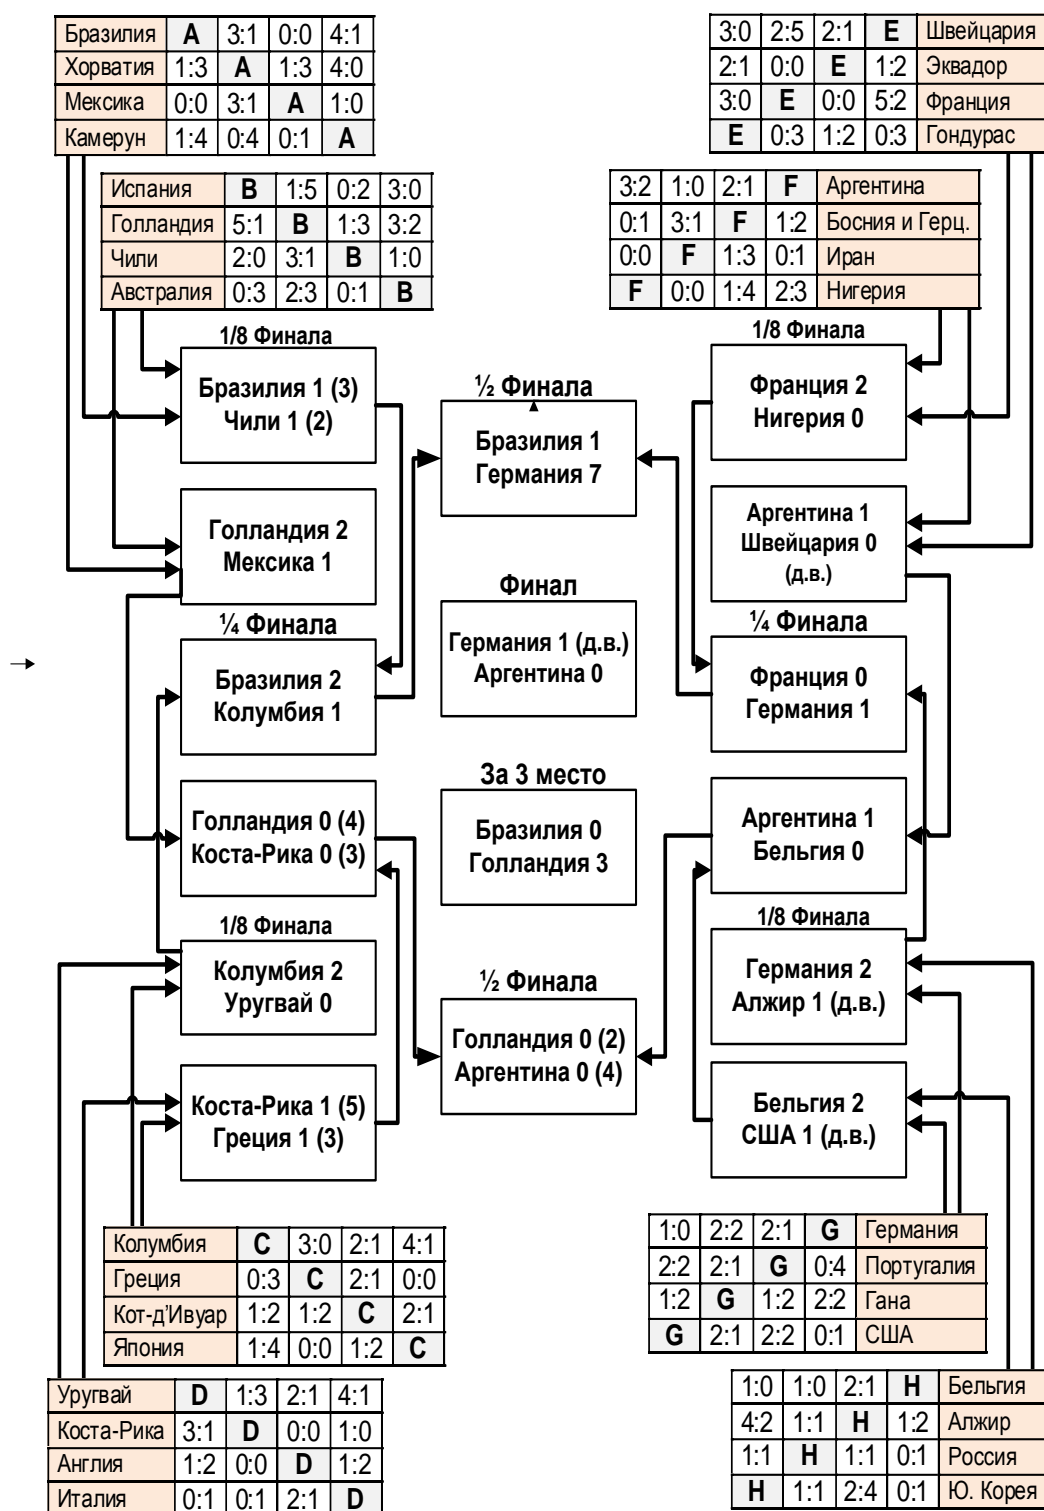 Бразилия A 3:1 0:0 4:1
Хорватия 1:3 A 1:3 4:0
Мексика 0:0 3:1 A 1:0
Камерун 1:4 0:4 0:1 A
3:0 2:5 2:1 E Швейцария
2:1 0:0 E 1:2 Эквадор
3:0 E 0:0 5:2 Франция
E 0:3 1:2 0:3 Гондурас
Испания B 1:5 0:2 3:0
Голландия 5:1 B 1:3 3:2
Чили 2:0 3:1 B 1:0
Австралия 0:3 2:3 0:1 B
3:2 1:0 2:1 F Аргентина
0:1 3:1 F 1:2 Босния и Герц.
0:0 F 1:3 0:1 Иран
F 0:0 1:4 2:3 Нигерия
1/8 Финала
Бразилия 1 (3)
Чили 1 (2)
½ Финала
Бразилия 1
Германия 7
1/8 Финала
Франция 2
Нигерия 0
Голландия 2
Мексика 1
Финал
Германия 1 (д.в.)
Аргентина 0
Аргентина 1
Швейцария 0
(д.в.)
¼ Финала
Бразилия 2
Колумбия 1
¼ Финала
Франция 0
Германия 1
Голландия 0 (4)
Коста-Рика 0 (3)
За 3 место
Бразилия 0
Голландия 3
Аргентина 1
Бельгия 0
1/8 Финала
Колумбия 2
Уругвай 0
½ Финала
Голландия 0 (2)
Аргентина 0 (4)
1/8 Финала
Германия 2
Алжир 1 (д.в.)
Коста-Рика 1 (5)
Греция 1 (3)
Бельгия 2
США 1 (д.в.)
Колумбия C 3:0 2:1 4:1
Греция 0:3 C 2:1 0:0
Кот-д'Ивуар 1:2 1:2 C 2:1
Япония 1:4 0:0 1:2 C
1:0 2:2 2:1 G Германия
2:2 2:1 G 0:4 Португалия
1:2 G 1:2 2:2 Гана
G 2:1 2:2 0:1 США
Уругвай D 1:3 2:1 4:1
Коста-Рика 3:1 D 0:0 1:0
Англия 1:2 0:0 D 1:2
Италия 0:1 0:1 2:1 D
1:0 1:0 2:1 H Бельгия
4:2 1:1 H 1:2 Алжир
1:1 H 1:1 0:1 Россия
H 1:1 2:4 0:1 Ю. Корея